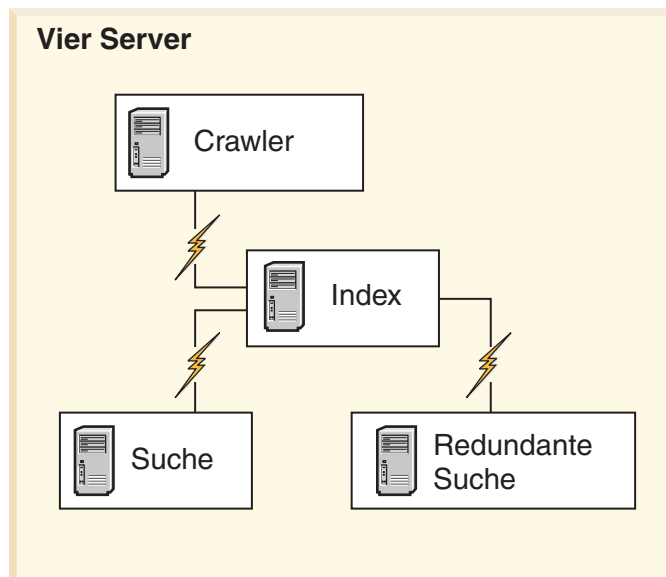 Vier Server
Crawler
Index
Suche
Redundante
Suche